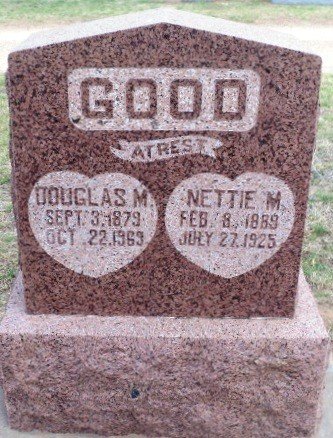 GOOD
AT REST
DOUGLAS M.
SEPT. 3, 1879
OCT. 22, 1963
NETTIE M.
FEB. 8, 1889
JULY 27, 1925